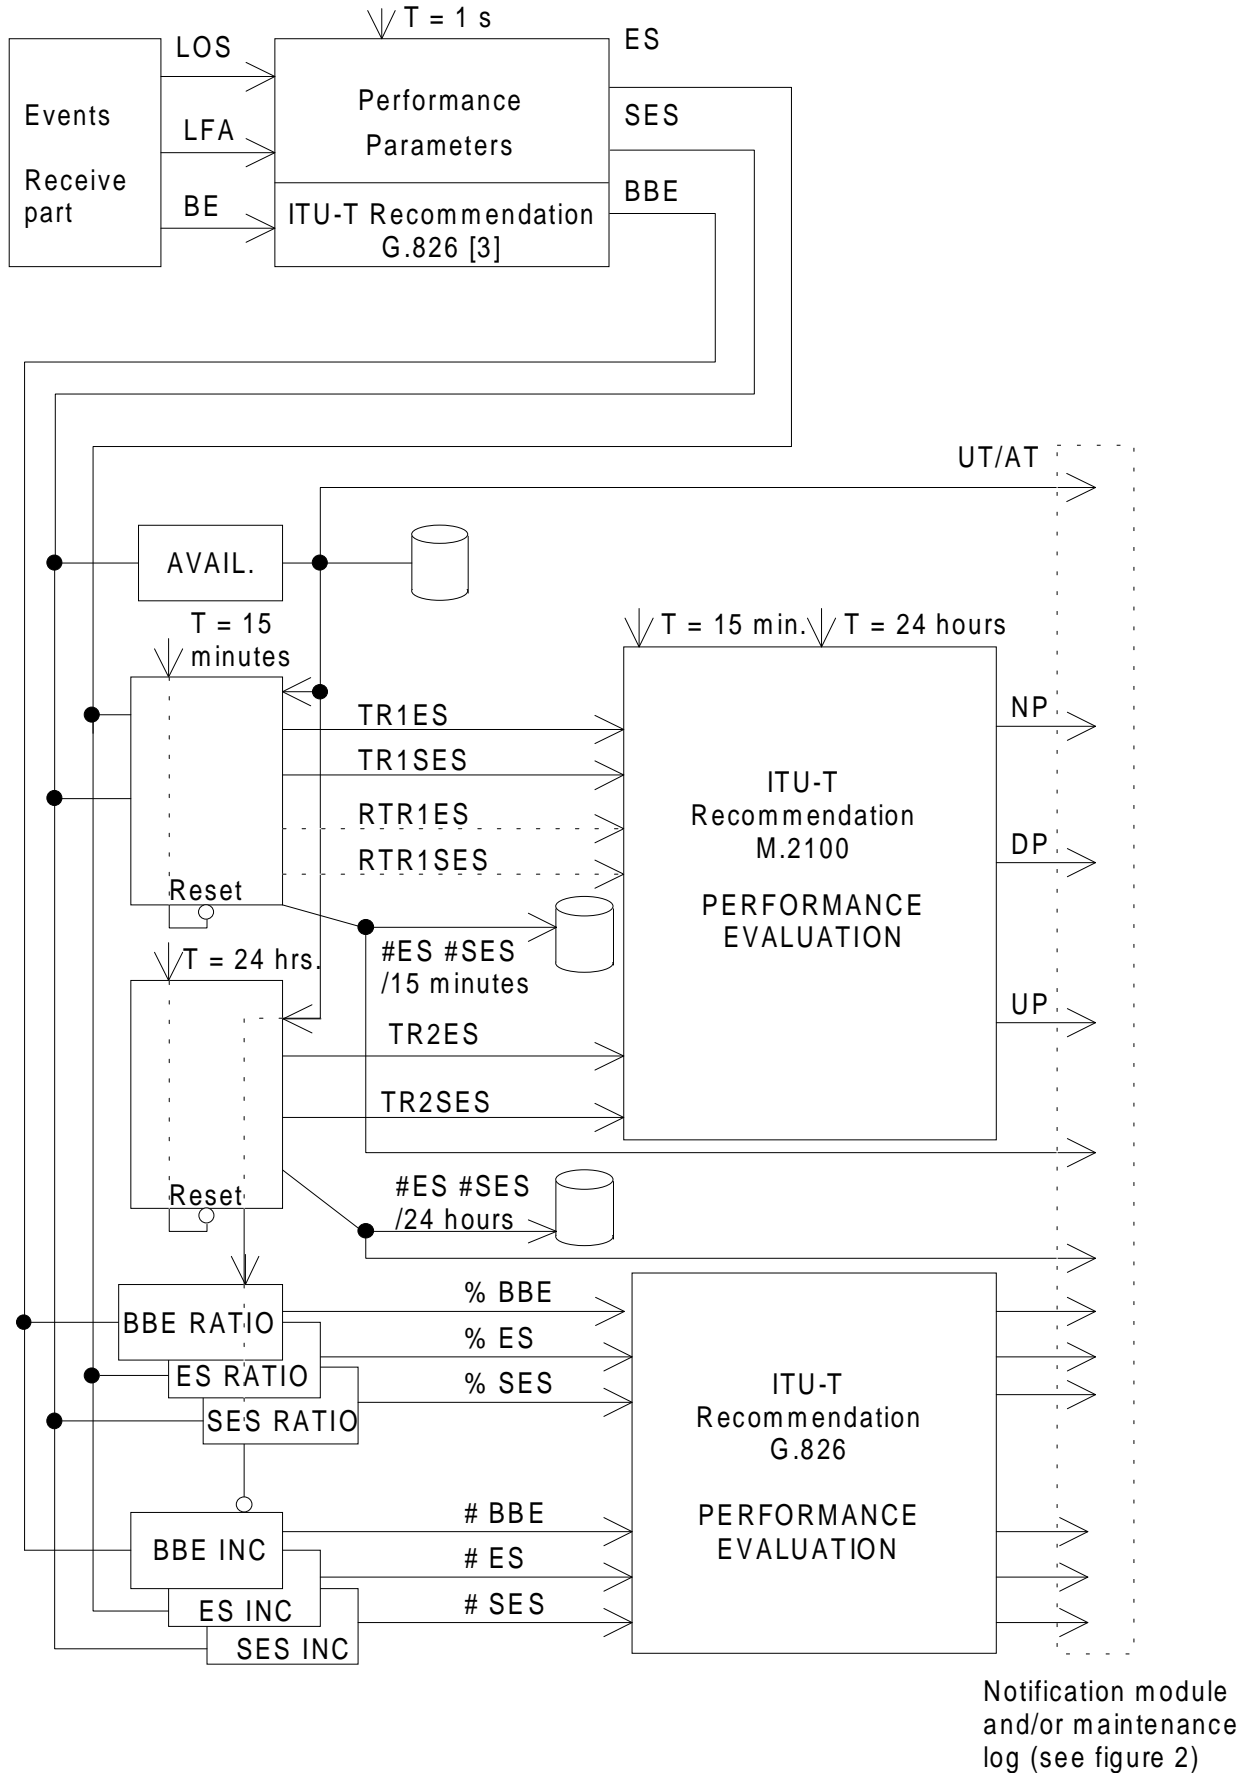 T = 1 s
LOS
ES
Events
Performance
SES
LFA
Parameters
Receive
part
BE
BBE
ITU-T Recommendation
G.826 [3]
UT/AT
AVAIL.
T = 15
minutes
T = 15 min.
T = 24 hours
TR1ES
NP
TR1SES
RTR1ES
RTR1SES
ITU-T
Recommendation
M.2100
DP
Reset
PERFORMANCE
EVALUATION
#ES #SES
/15 minutes
T = 24 hrs.
UP
TR2ES
TR2SES
Reset
#ES #SES
/24 hours
BBE RATIO
% BBE
ES RATIO
% ES
SES RATIO
% SES
ITU-T
Recommendation
G.826
PERFORMANCE
EVALUATION
BBE INC
# BBE
ES INC
# ES
SES INC
# SES
Notification module
and/or maintenance
log (see figure 2)